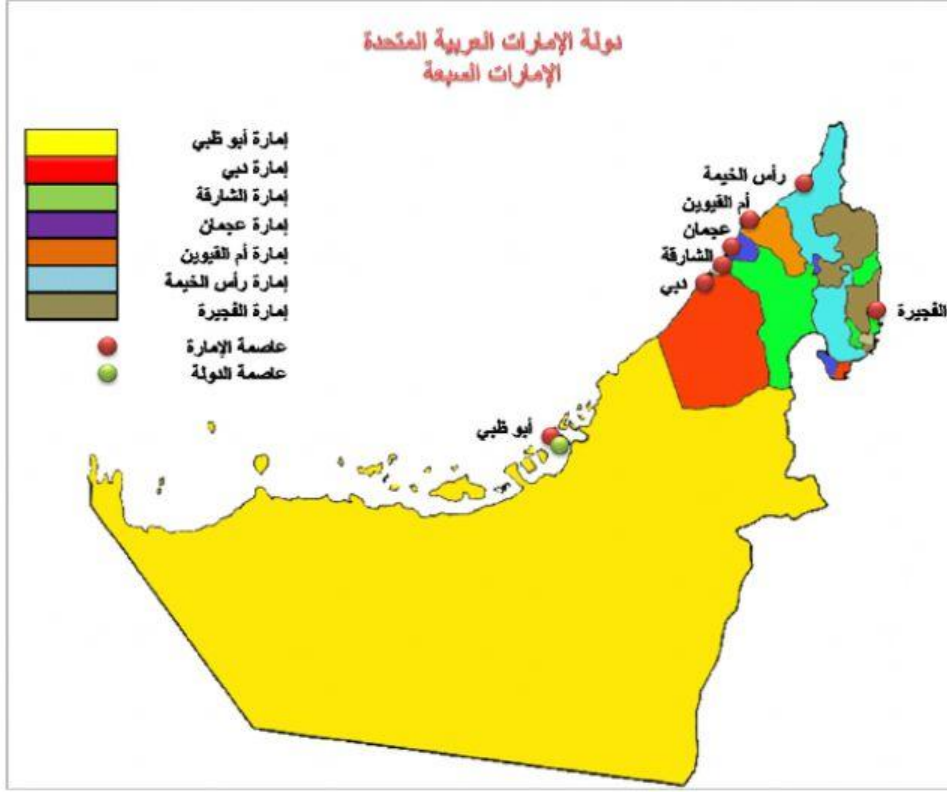 دولة الإمارات العربية المتحدة
الإمارات السبعة
إمارة أبو ظبي
إمارة دبي
إمارة الشارقة
إمارة عجمان
إمارة أم القيوين
إمارة رأس الخيمة
إمارة الفجيرة
عاصمة الإمارة
عاصمة الدولة
رأس الخيمة
أم القيوين
عجمان
الشارقة
دبي
الفجيرة
أبو ظبي